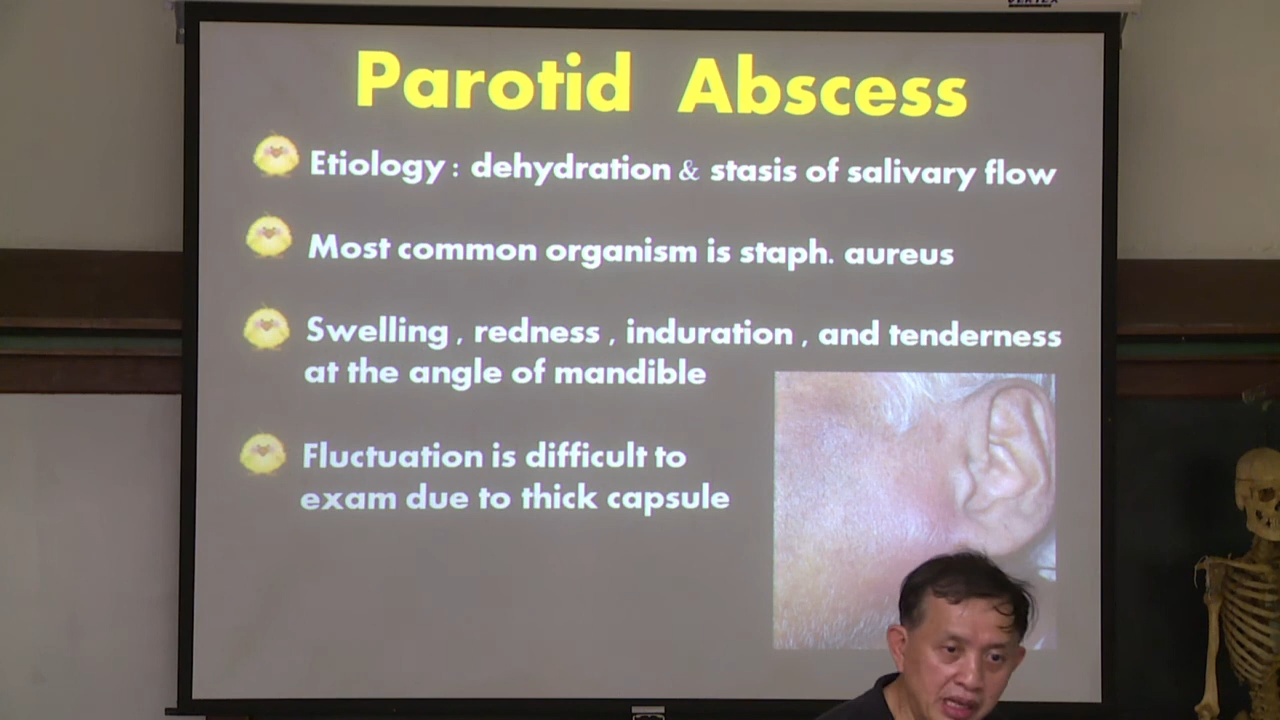 Parotid Abscess
Etiology : dehydration & stasis of salivary flow
Most common organism is staph. aureus
Swelling , redness , induration , and tenderness
at the angle of mandible
Fluctuation is difficult to
exam due to thick capsule